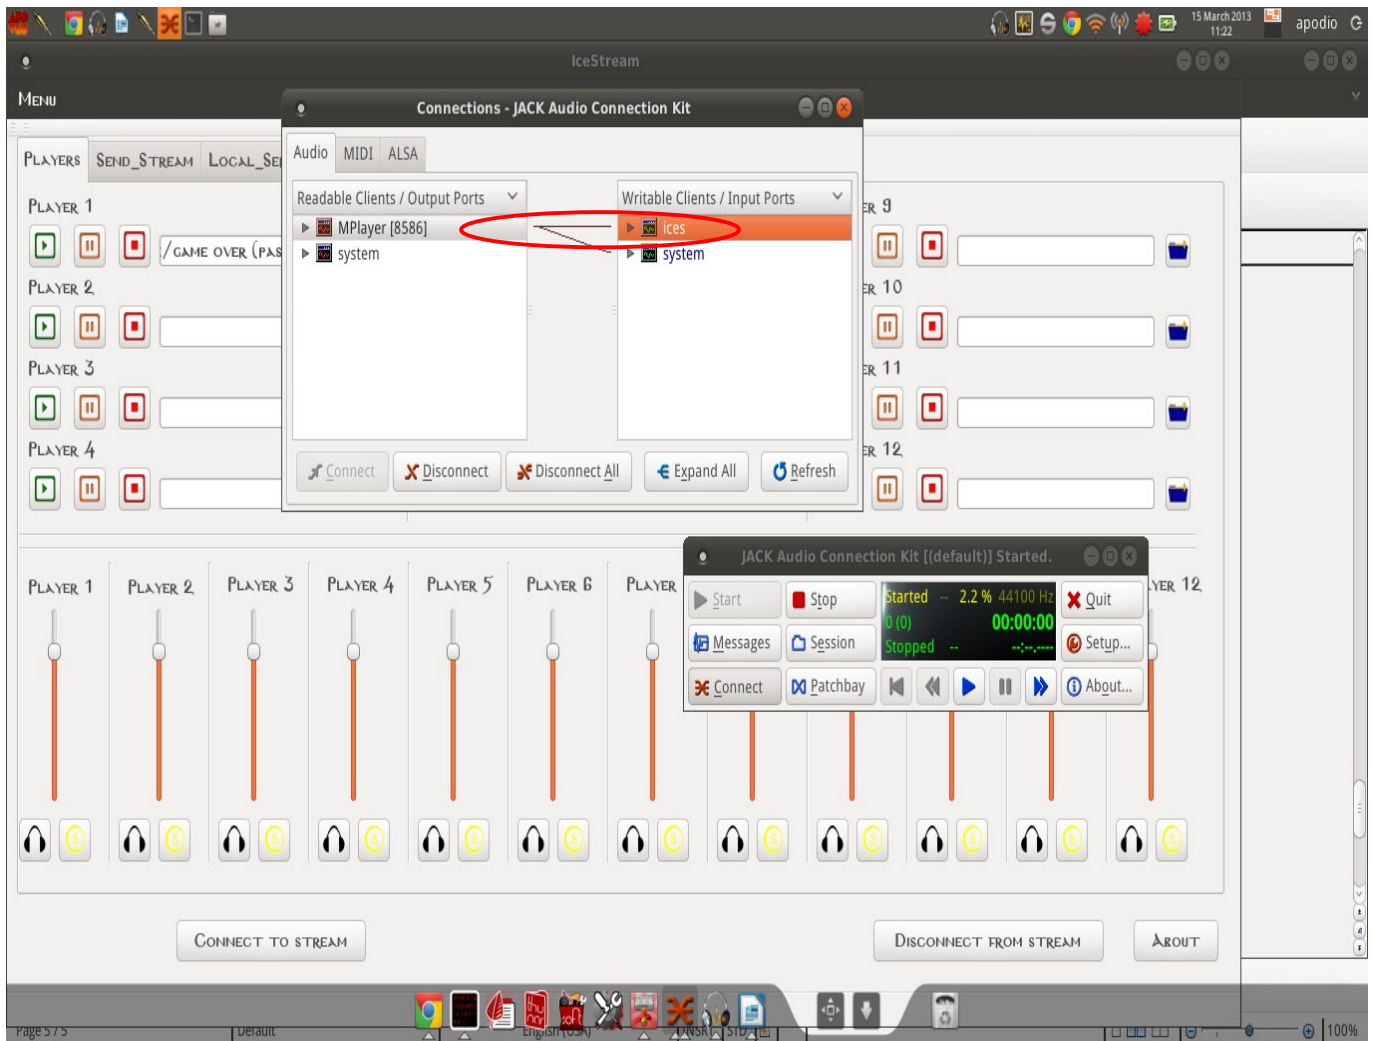 15 March 2013
11:22
apodio
IceStream
Menu
Connections - JACK Audio Connection Kit
Audio MIDI ALSA
Players Send_Stream
Readable Clients / Output Ports
Writable Clients / Input Ports
MPlayer [8586]
ices
system
system
Player 1
/game over (pas
Player 2
Player 3
Player 4
ER 9
ER 10
ER 11
ER 12
Connect
Disconnect
Disconnect All
Expand All
Refresh
JACK Audio Connection Kit [(default)] Started.
Player 1 Player 2 Player 3 Player 4 Player 5 Player 6 Player
yer 12
Start
Stop
Started -- 2.2 % 44100 Hz
0 (0) 00:00:00
Stopped -- --:--.----
Quit
Messages
Session
Setup...
Connect
Patchbay
About...
Connect to stream
Disconnect from stream
About
Page 5 / 5
Default
English (USA)
INSRT
STD
100%